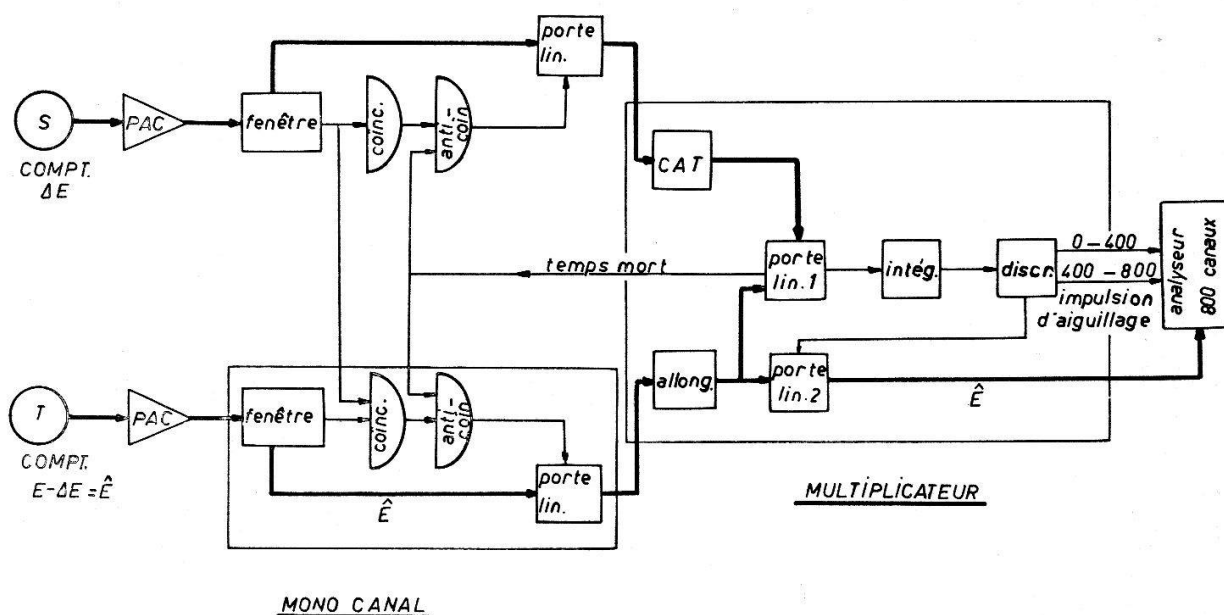 porte
lin.
S
PAC
fenêtre
coïnc.
anti-
coin
COMPT.
ΔE
CAT
porte
lin.1
intég.
discr.
0-400
400-800
impulsion
d'aiguillage
analyseur
800 canaux
temps mort
allong.
porte
lin.2
Ê
T
PAC
fenêtre
coïnc.
anti-
coin
COMPT.
E-ΔE=Ê
Ê
porte
lin.
MULTIPLICATEUR
MONO CANAL